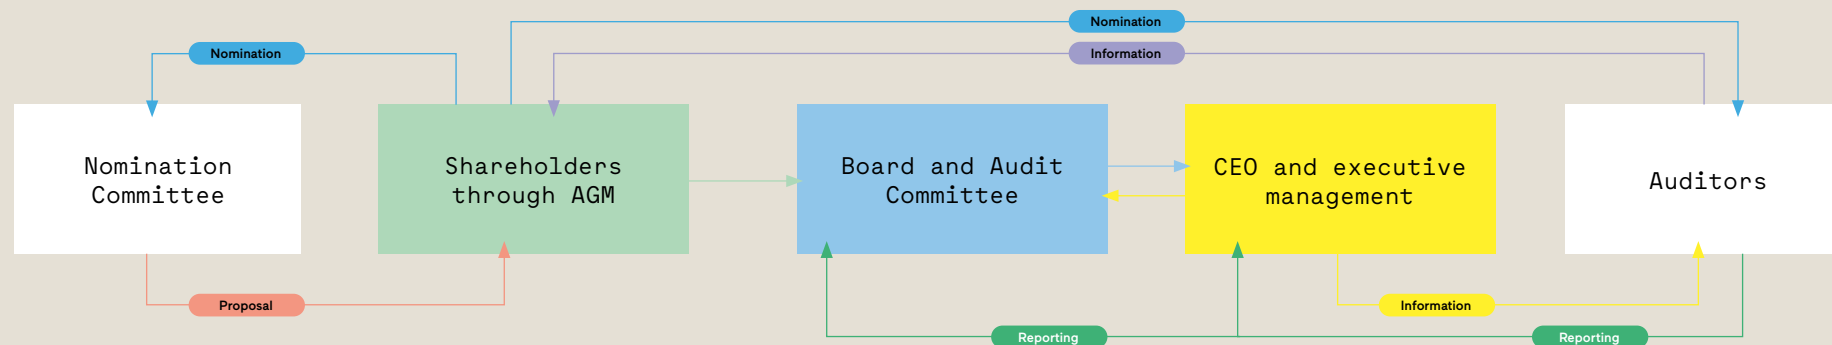 Nomination
Nomination
Information
Nomination
Committee
Shareholders
through AGM
Board and Audit
Committee
CEO and executive
management
Auditors
Proposal
Information
Reporting
Reporting